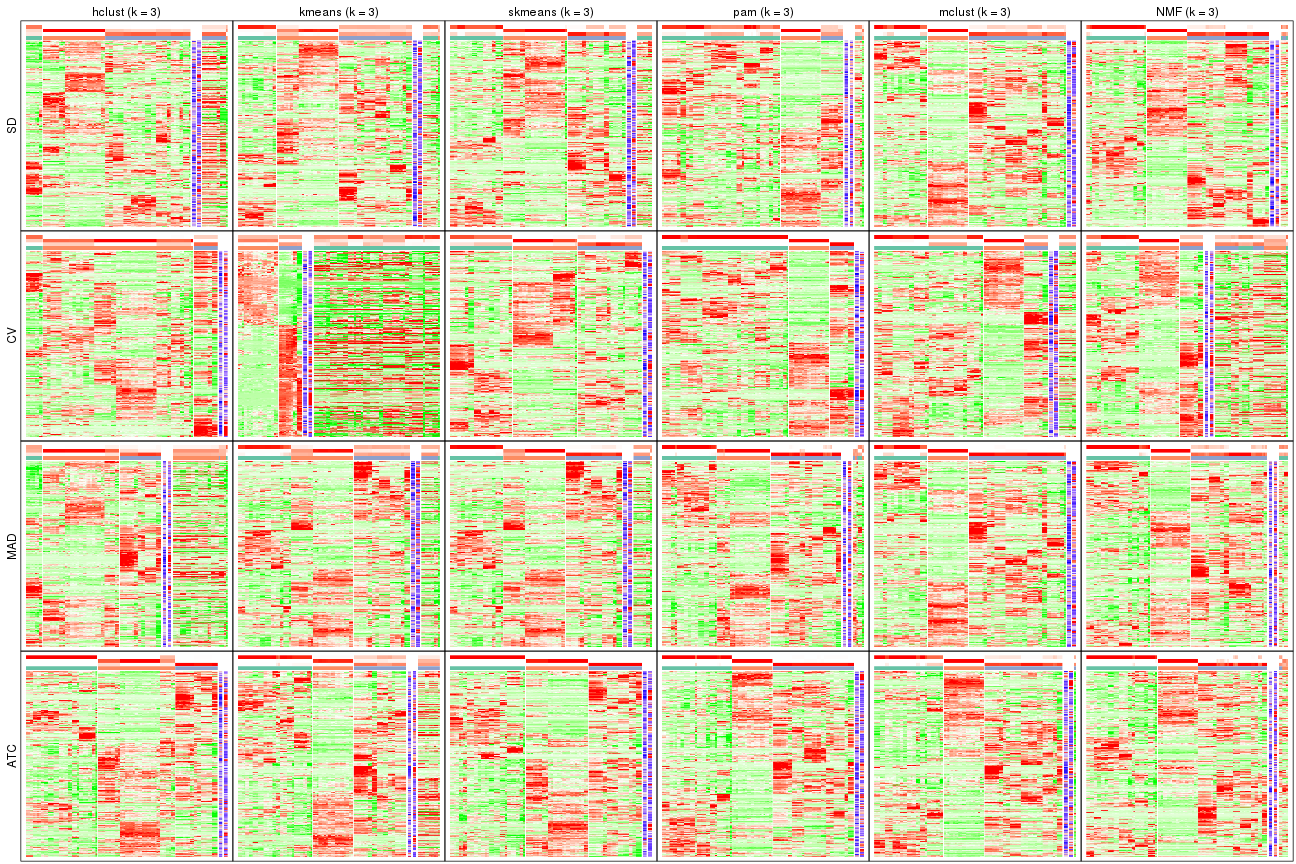 hclust (k = 3) kmeans (k = 3) skmeans (k = 3) pam (k = 3) mclust (k = 3) NMF (k = 3)
SD
CV
MAD
ATC